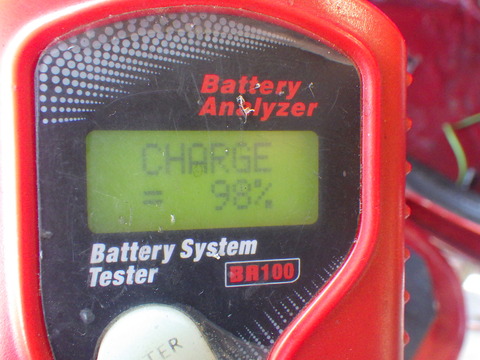 Battery
Analyzer
CHARGE
= 98%
Battery System
Tester
BA100